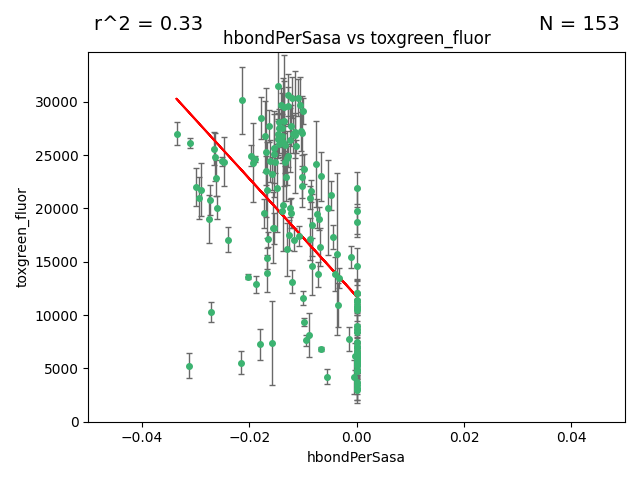 r^2 = 0.33
N = 153
hbondPerSasa vs toxgreen_fluor
30000
25000
20000
15000
10000
5000
0
toxgreen_fluor
−0.04
−0.02
0.00
0.02
0.04
hbondPerSasa